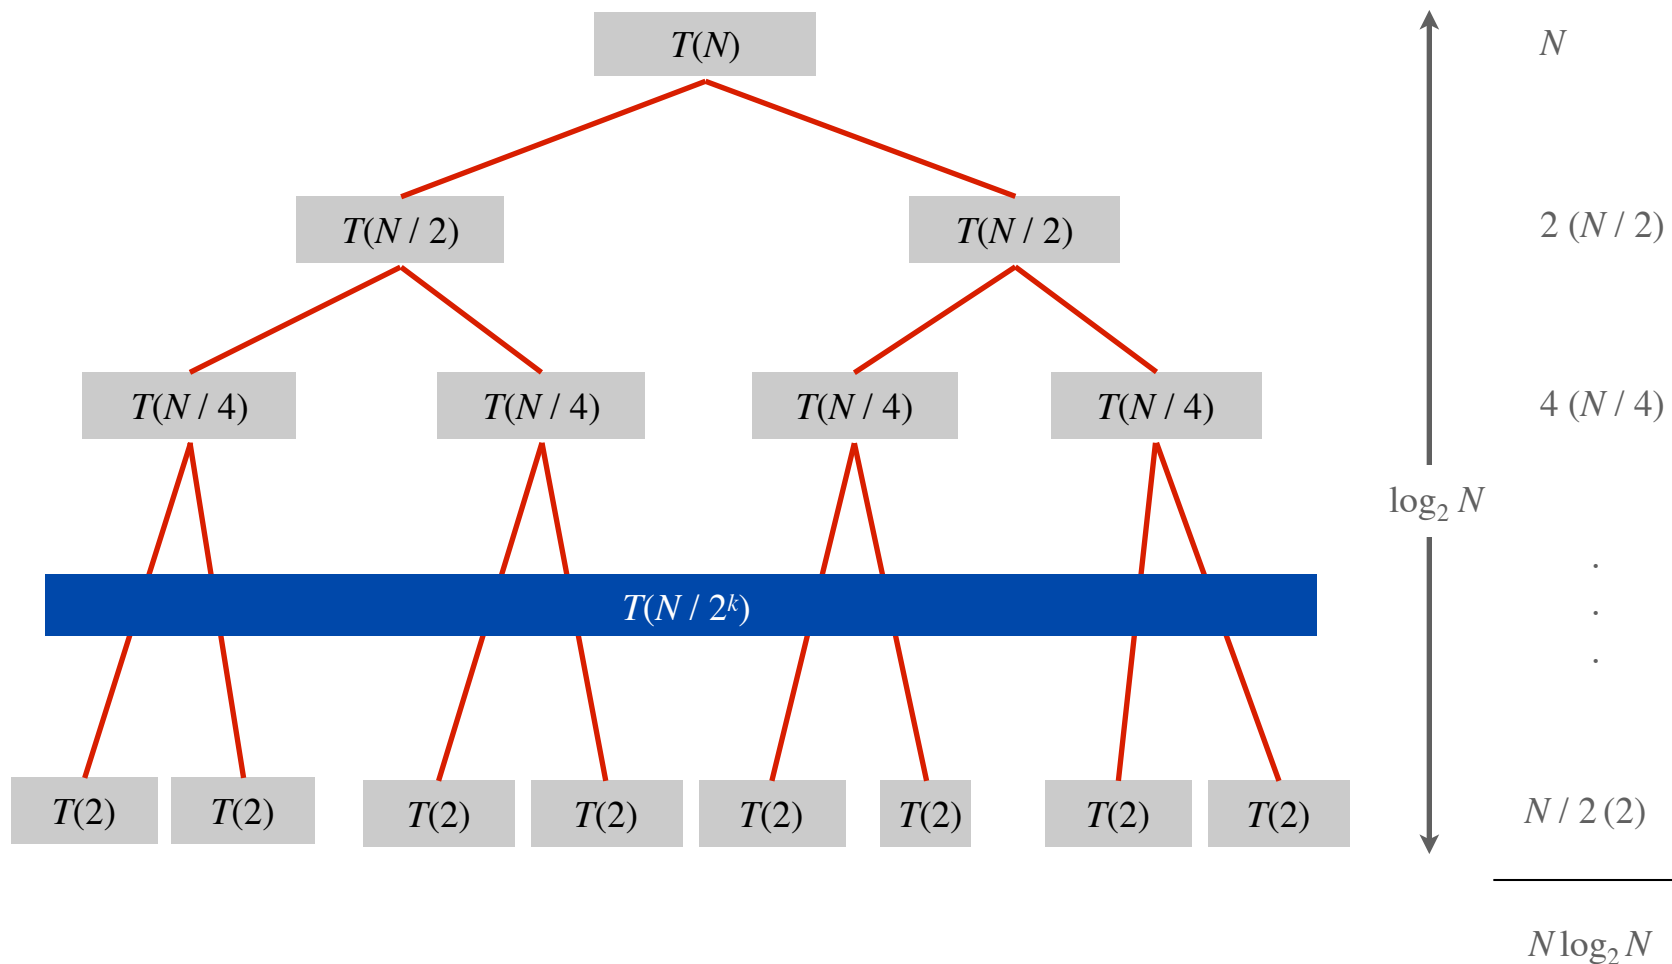 T(N) N
T(N / 2) T(N / 2) 2 (N / 2)
T(N / 4) T(N / 4) T(N / 4) T(N / 4) 4 (N / 4)
log₂ N
.
T(N / 2ᵏ) .
.
T(2) T(2) T(2) T(2) T(2) T(2) T(2) T(2) N / 2 (2)
N log₂ N